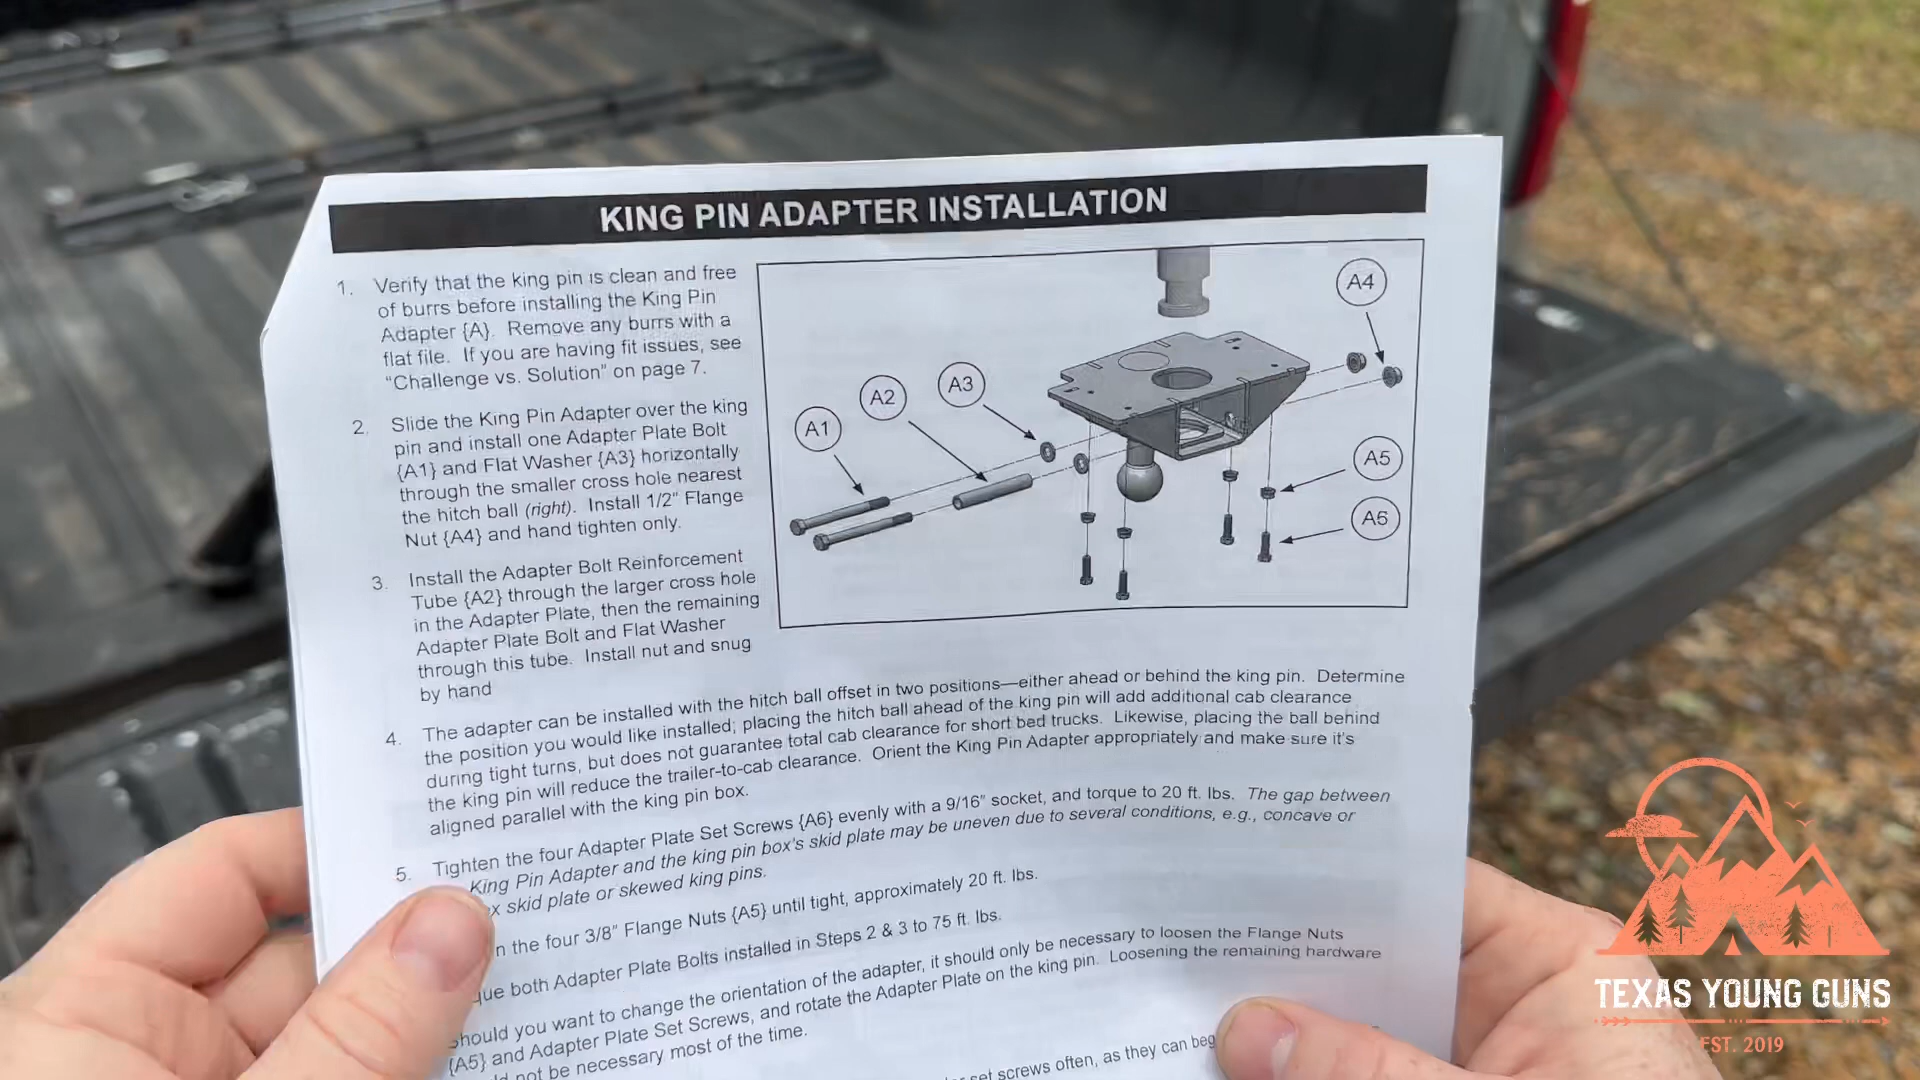 KING PIN ADAPTER INSTALLATION
1. Verify that the king pin is clean and free
of burrs before installing the King Pin
Adapter {A}. Remove any burrs with a
flat file. If you are having fit issues, see
“Challenge vs. Solution” on page 7.
2. Slide the King Pin Adapter over the king
pin and install one Adapter Plate Bolt
{A1} and Flat Washer {A3} horizontally
through the smaller cross hole nearest
the hitch ball (right). Install 1/2" Flange
Nut {A4} and hand tighten only.
3. Install the Adapter Bolt Reinforcement
Tube {A2} through the larger cross hole
in the Adapter Plate, then the remaining
Adapter Plate Bolt and Flat Washer
through this tube. Install nut and snug
by hand
A1
A2
A3
A4
A5
A5
4. The adapter can be installed with the hitch ball offset in two positions—either ahead or behind the king pin. Determine
the position you would like installed; placing the hitch ball ahead of the king pin will add additional cab clearance
during tight turns, but does not guarantee total cab clearance for short bed trucks. Likewise, placing the ball behind
the king pin will reduce the trailer-to-cab clearance. Orient the King Pin Adapter appropriately and make sure it's
aligned parallel with the king pin box.
5. Tighten the four Adapter Plate Set Screws {A6} evenly with a 9/16" socket, and torque to 20 ft. lbs. The gap between
King Pin Adapter and the king pin box's skid plate may be uneven due to several conditions, e.g., concave or
x skid plate or skewed king pins.
n the four 3/8" Flange Nuts {A5} until tight, approximately 20 ft. lbs.
que both Adapter Plate Bolts installed in Steps 2 & 3 to 75 ft. lbs.
should you want to change the orientation of the adapter, it should only be necessary to loosen the Flange Nuts
{A5} and Adapter Plate Set Screws, and rotate the Adapter Plate on the king pin. Loosening the remaining hardware
d not be necessary most of the time.
set screws often, as they can beg
TEXAS YOUNG GUNS
EST. 2019